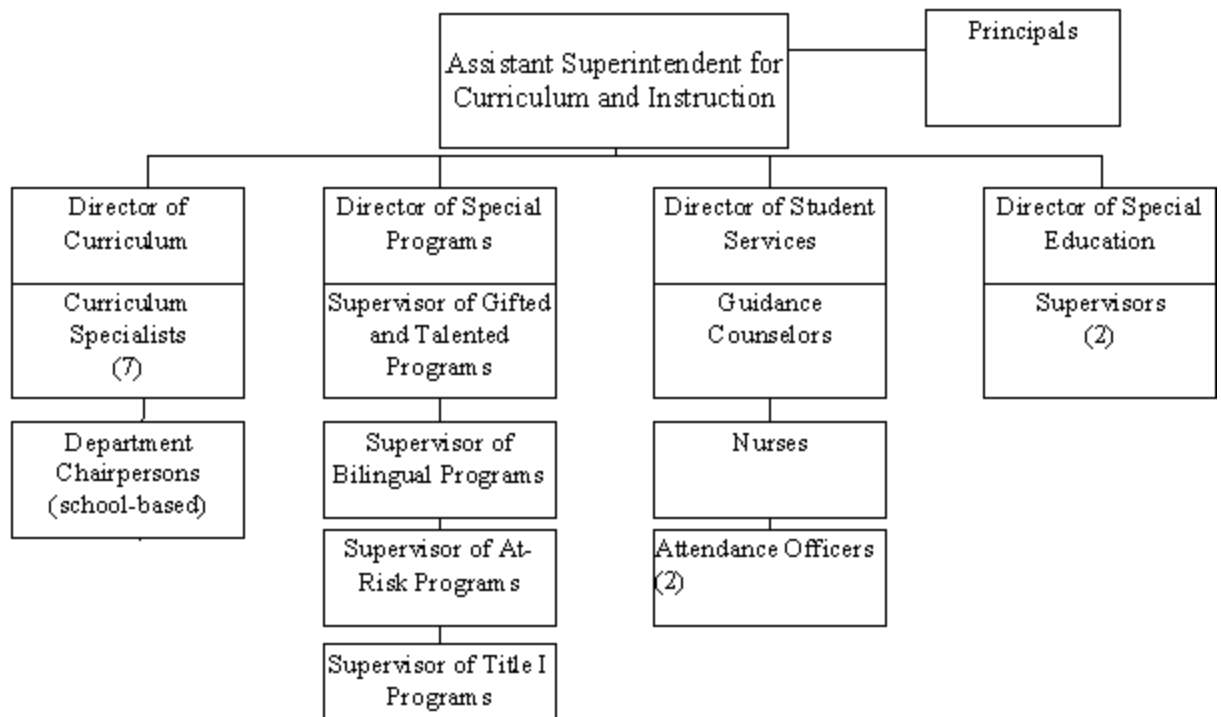 Principals
Assistant Superintendent for
Curriculum and Instruction
Director of
Curriculum
Director of Special
Programs
Director of Student
Services
Director of Special
Education
Curriculum
Specialists
(7)
Supervisor of Gifted
and Talented
Programs
Guidance
Counselors
Supervisors
(2)
Department
Chairpersons
(school-based)
Supervisor of
Bilingual Programs
Nurses
Supervisor of At-
Risk Programs
Attendance Officers
(2)
Supervisor of Title I
Programs